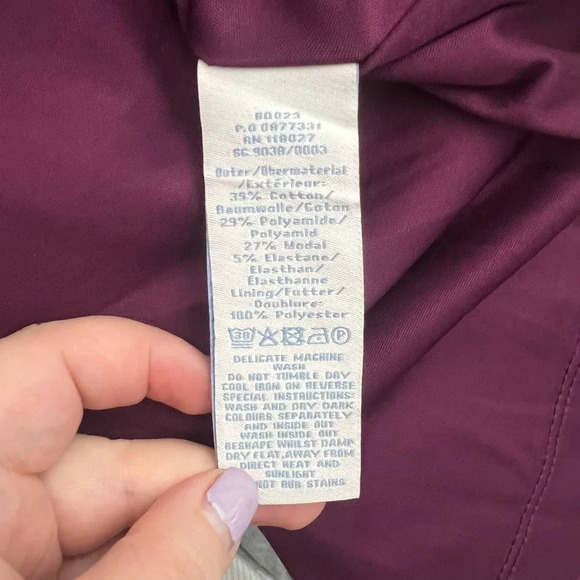 BQ023
P.O 0877331
RN 118027
SC 9038/0003
Outer/Obermaterial
/Extérieur:
39% Cotton/
Baumwolle/Coton
29% Polyamide/
Polyamid
27% Modal
5% Elastane/
Elasthan/
Élasthanne
Lining/Futter/
Doublure:
100% Polyester
30 P
DELICATE MACHINE
WASH
DO NOT TUMBLE DRY
COOL IRON ON REVERSE
SPECIAL INSTRUCTIONS:
WASH AND DRY DARK
COLOURS SEPARATELY
AND INSIDE OUT
WASH INSIDE OUT
RESHAPE WHILST DAMP
DRY FLAT,AWAY FROM
DIRECT HEAT AND
SUNLIGHT
NOT RUB STAINS